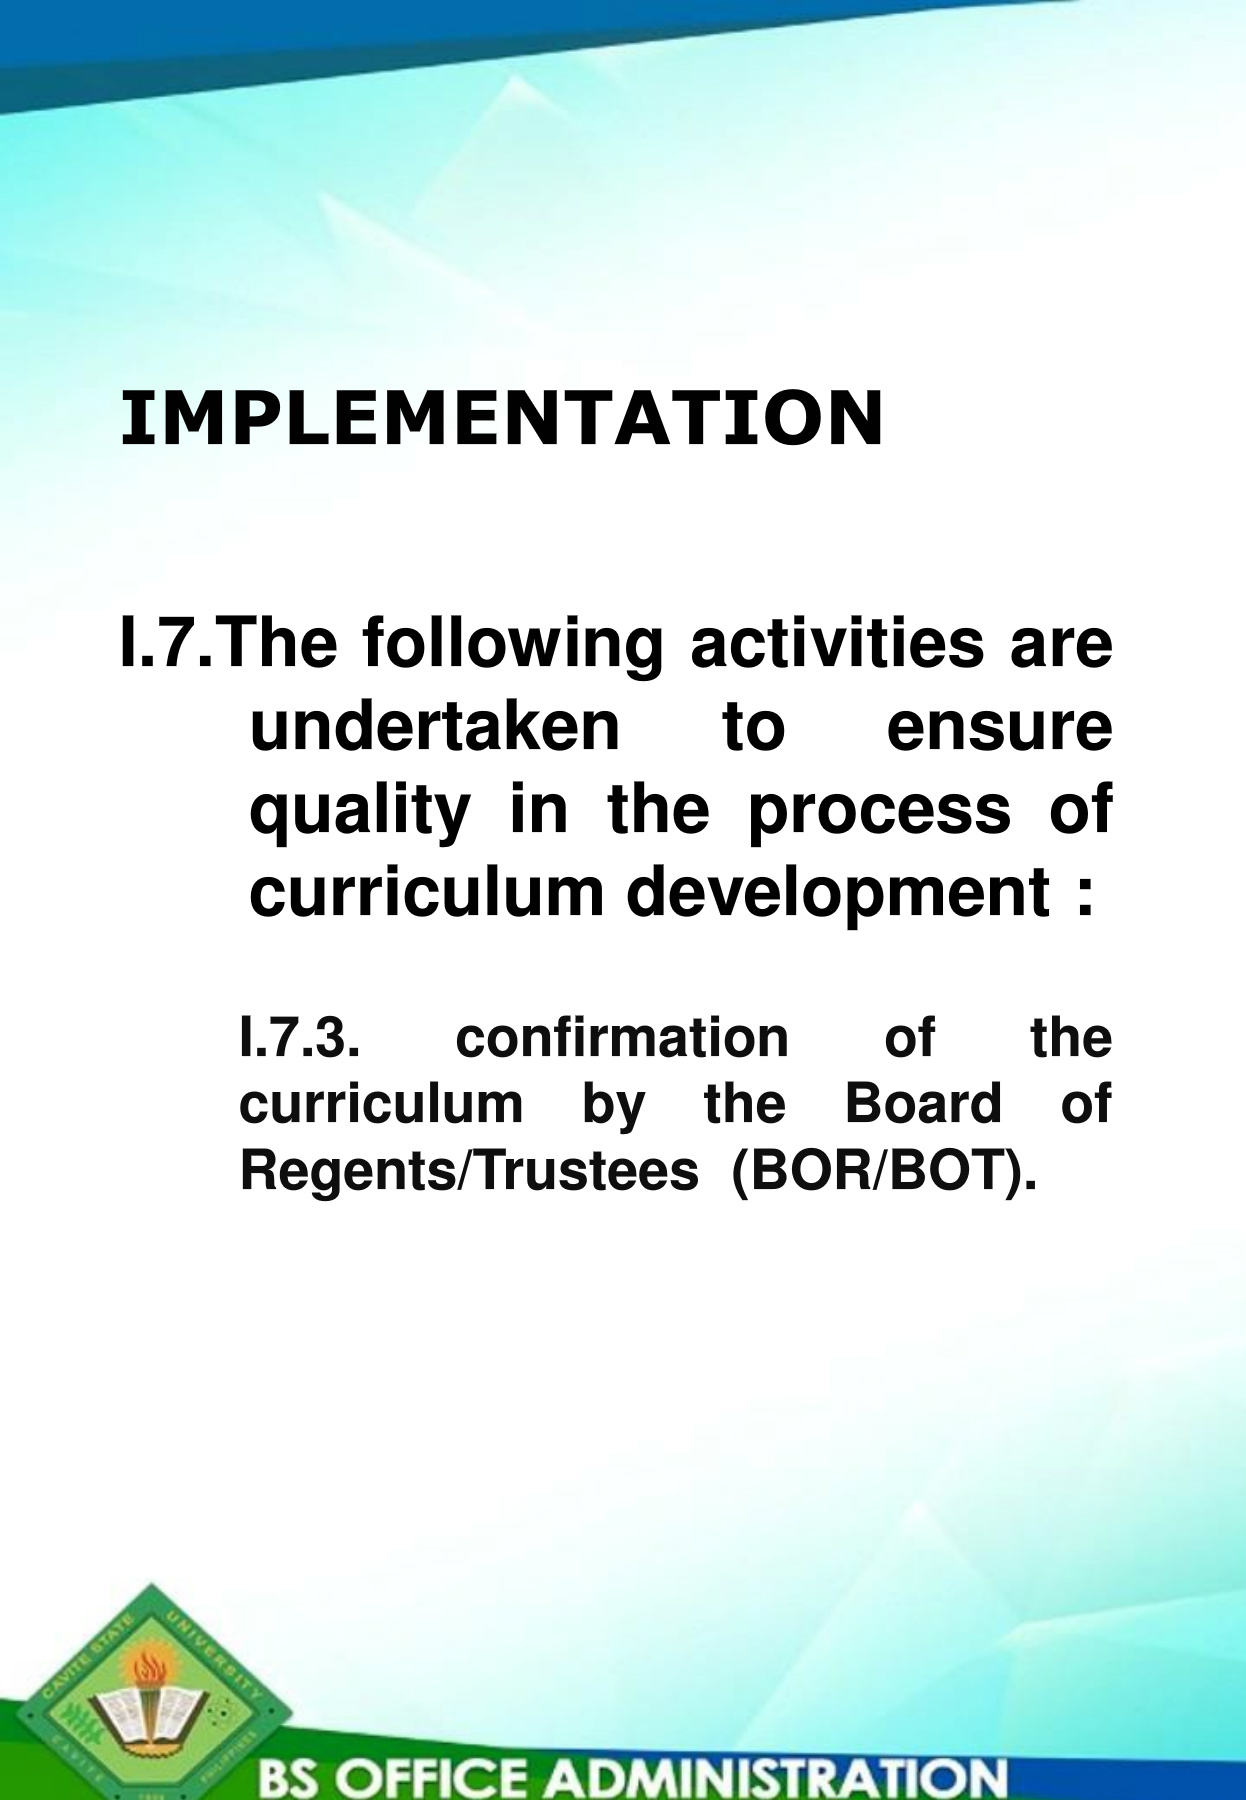 IMPLEMENTATION
I.7.The following activities are
undertaken to ensure
quality in the process of
curriculum development :
I.7.3. confirmation of the
curriculum by the Board of
Regents/Trustees (BOR/BOT).
CAVITE STATE UNIVERSITY
CAVITE PHILIPPINES
BS OFFICE ADMINISTRATION